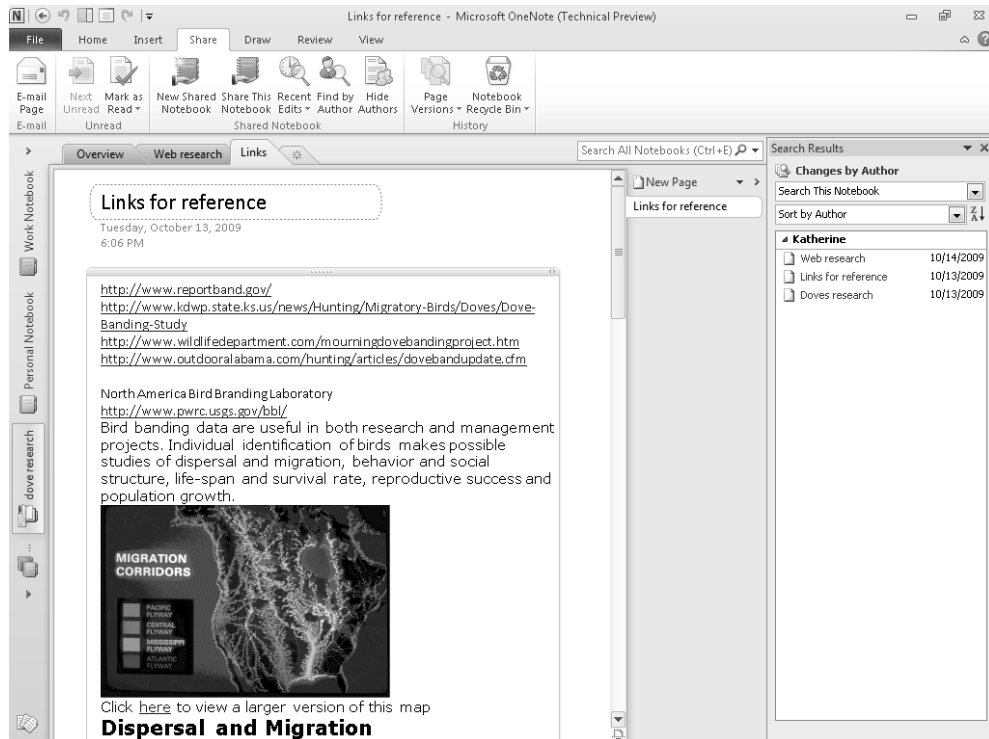 Links for reference - Microsoft OneNote (Technical Preview)
File Home Insert Share Draw Review View
E-mail Page
Next Unread
Mark as Read
New Shared Notebook
Share This Notebook
Recent Edits
Find by Author
Hide Authors
Page Versions
Notebook Recycle Bin
E-mail Unread Shared Notebook History
Overview Web research Links
Search All Notebooks (Ctrl+E)
Work Notebook
Personal Notebook
dove research
Links for reference
Tuesday, October 13, 2009
6:06 PM
http://www.reportband.gov/
http://www.kdwp.state.ks.us/news/Hunting/Migratory-Birds/Doves/Dove-
Banding-Study
http://www.wildlifedepartment.com/mourningdovebandingproject.htm
http://www.outdooralabama.com/hunting/articles/dovebandupdate.cfm
North America Bird Branding Laboratory
http://www.pwrc.usgs.gov/bbl/
Bird banding data are useful in both research and management
projects. Individual identification of birds makes possible
studies of dispersal and migration, behavior and social
structure, life-span and survival rate, reproductive success and
population growth.
MIGRATION
CORRIDORS
PACIFIC
FLYWAY
CENTRAL
FLYWAY
MISSISSIPPI
FLYWAY
ATLANTIC
FLYWAY
Click here to view a larger version of this map
Dispersal and Migration
New Page
Links for reference
Search Results
Changes by Author
Search This Notebook
Sort by Author
Katherine
Web research 10/14/2009
Links for reference 10/13/2009
Doves research 10/13/2009